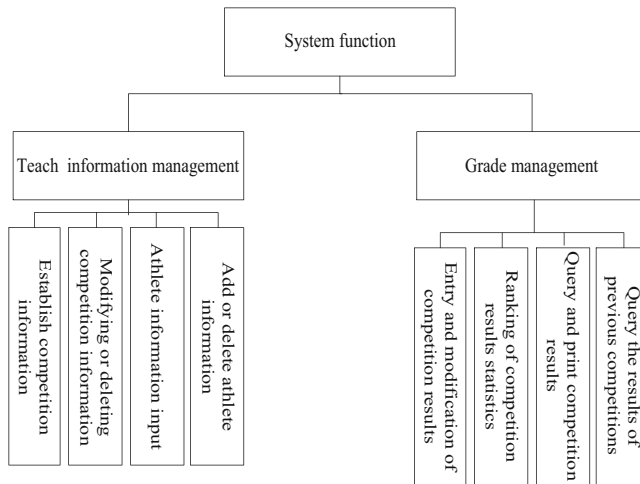 System function
Teach information management
Grade management
Establish competition
information
Modifying or deleting
competition information
Athlete information input
Add or delete athlete
information
Entry and modification of
competition results
Ranking of competition
results statistics
Query and print competition
results
Query the results of
previous competitions